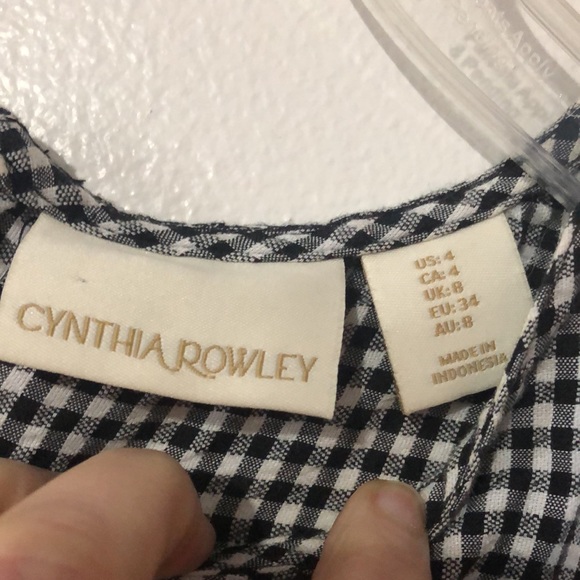 CYNTHIA ROWLEY
US: 4
CA: 4
UK: 8
EU: 34
AU: 8
MADE IN
INDONESIA